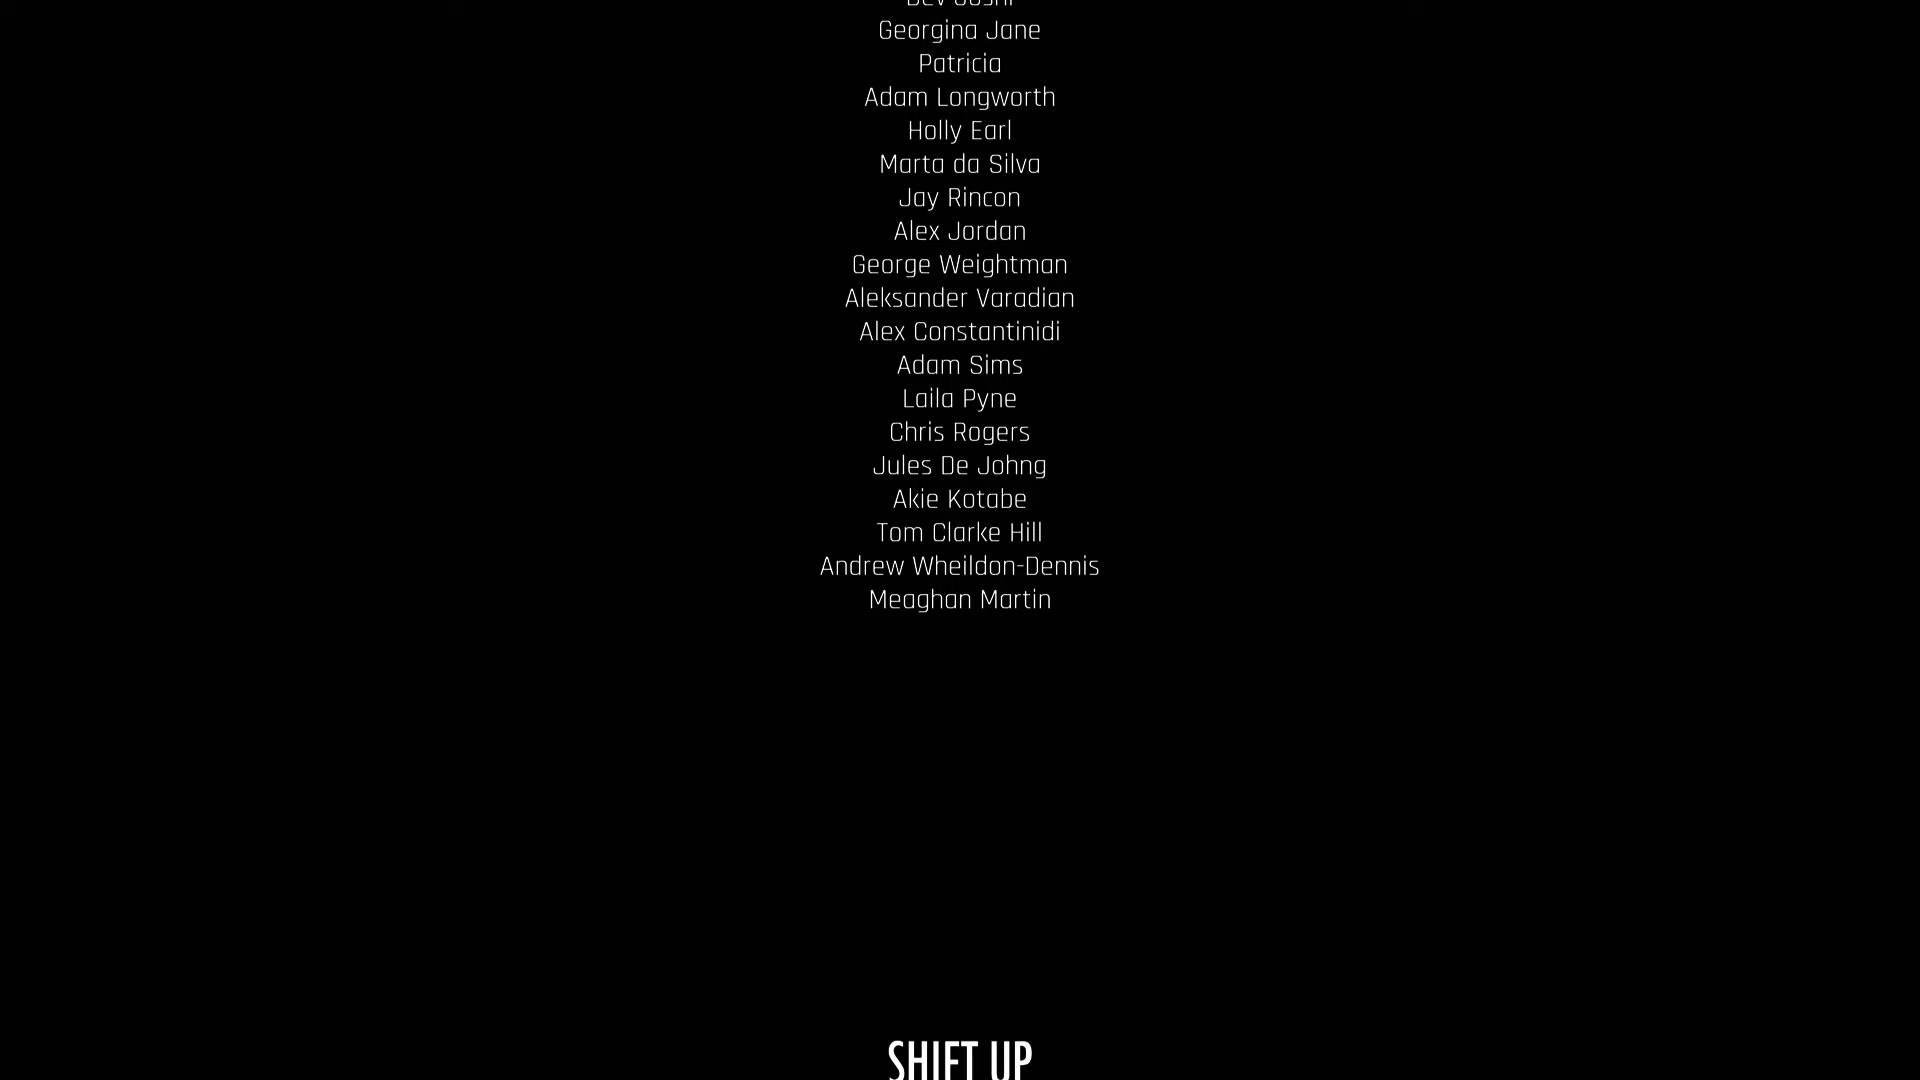 Dev Joshi
Georgina Jane
Patricia
Adam Longworth
Holly Earl
Marta da Silva
Jay Rincon
Alex Jordan
George Weightman
Aleksander Varadian
Alex Constantinidi
Adam Sims
Laila Pyne
Chris Rogers
Jules De Johng
Akie Kotabe
Tom Clarke Hill
Andrew Wheildon-Dennis
Meaghan Martin
SHIFT UP